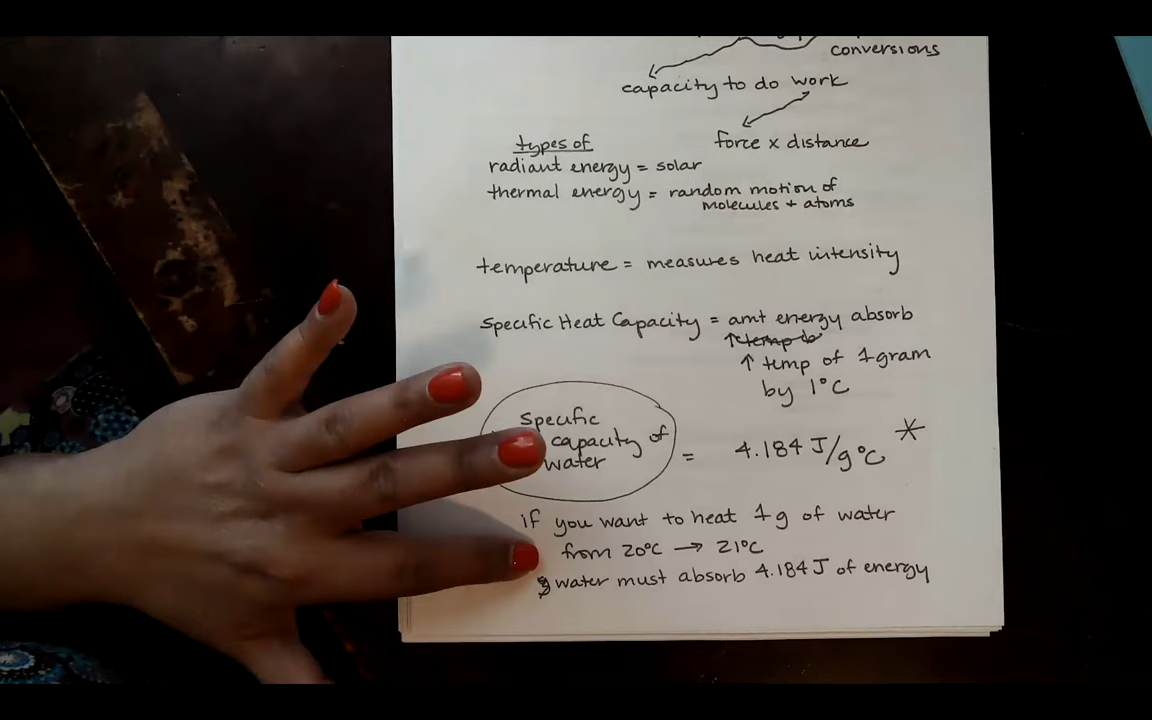 conversions
capacity to do work
force x distance
types of
radiant energy = solar
thermal energy = random motion of
molecules + atoms
temperature = measures heat intensity
Specific Heat Capacity = amt energy absorb
↑ temp
↑ temp of 1 gram
by 1°C
Specific
capacity of
water
= 4.184 J/g°C *
if you want to heat 1g of water
from 20°C → 21°C
water must absorb 4.184 J of energy